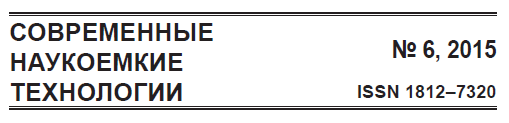 СОВРЕМЕННЫЕ
НАУКОЕМКИЕ
ТЕХНОЛОГИИ
№ 6, 2015
ISSN 1812–7320